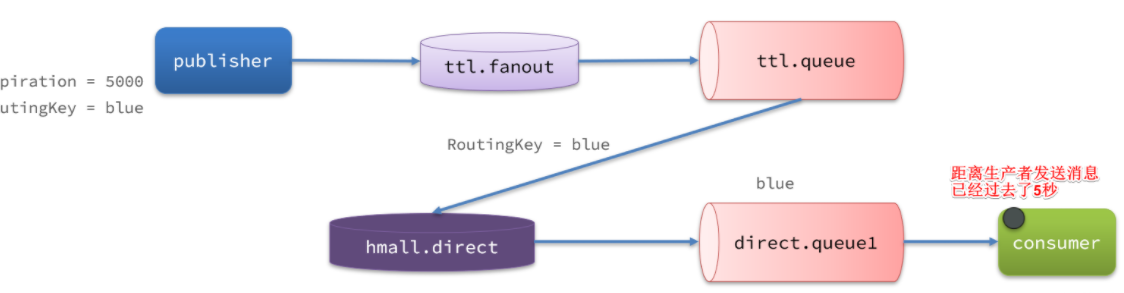 publisher
ttl.fanout
ttl.queue
piration = 5000
utingKey = blue
RoutingKey = blue
距离生产者发送消息
已经过去了5秒
blue
hmall.direct
direct.queue1
consumer